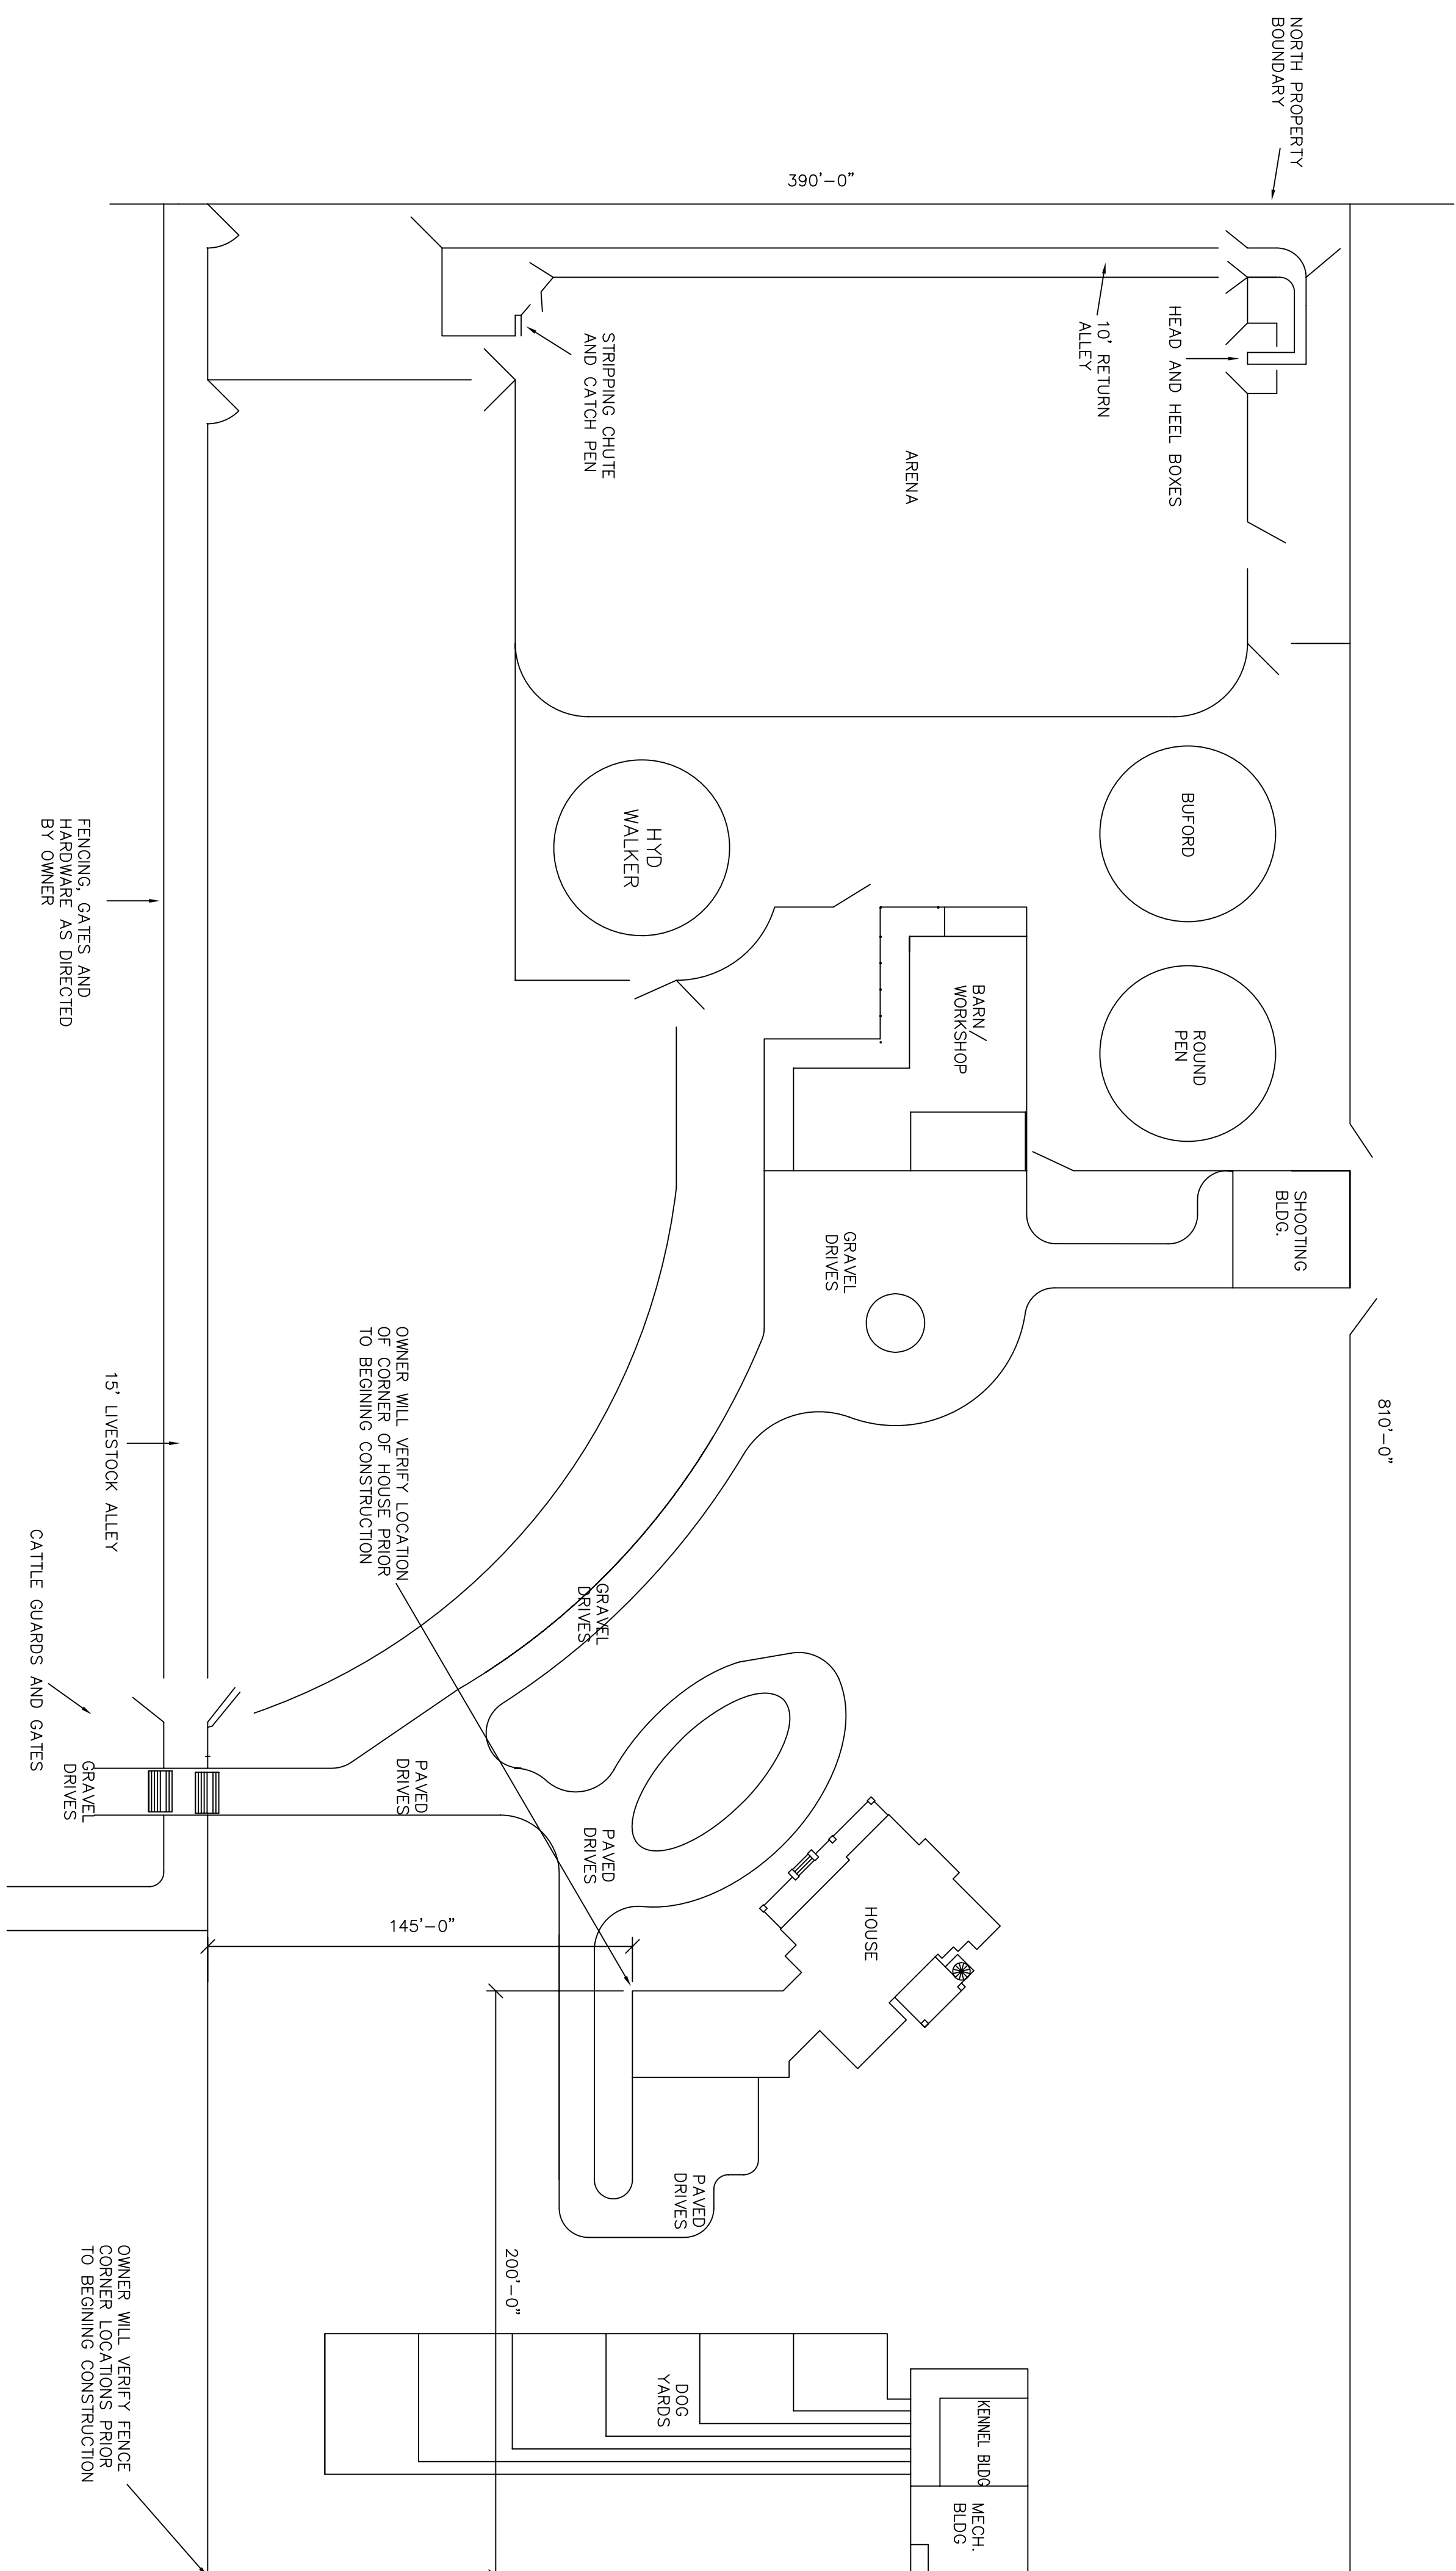 NORTH PROPERTY
BOUNDARY
390'-0"
HEAD AND HEEL BOXES
10' RETURN
ALLEY
STRIPPING CHUTE
AND CATCH PEN
ARENA
BUFORD
HYD
WALKER
ROUND
PEN
BARN/
WORKSHOP
SHOOTING
BLDG.
GRAVEL
DRIVES
810'-0"
FENCING, GATES AND
HARDWARE AS DIRECTED
BY OWNER
OWNER WILL VERIFY LOCATION
OF CORNER OF HOUSE PRIOR
TO BEGINING CONSTRUCTION
15' LIVESTOCK ALLEY
CATTLE GUARDS AND GATES
GRAVEL
DRIVES
GRAVEL
DRIVES
PAVED
DRIVES
PAVED
DRIVES
HOUSE
145'-0"
PAVED
DRIVES
200'-0"
DOG
YARDS
KENNEL BLDG
MECH.
BLDG
OWNER WILL VERIFY FENCE
CORNER LOCATIONS PRIOR
TO BEGINING CONSTRUCTION